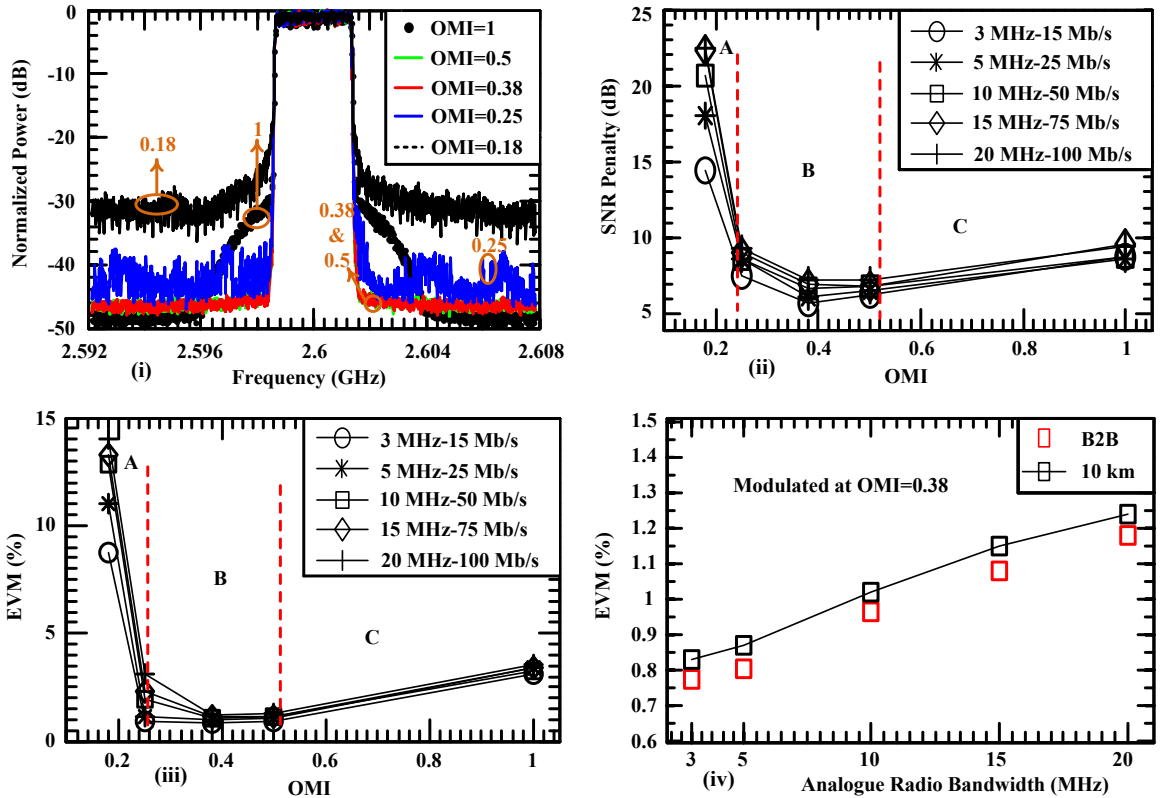 0
-10
-20
-30
-40
-50
Normalized Power (dB)
2.592
2.596
2.6
2.604
2.608
Frequency (GHz)
(i)
OMI=1
OMI=0.5
OMI=0.38
OMI=0.25
OMI=0.18
0.18
1
0.38
&
0.5
0.25
25
20
15
10
5
SNR Penalty (dB)
0.2
0.4
0.6
0.8
1
OMI
(ii)
A
B
C
3 MHz-15 Mb/s
5 MHz-25 Mb/s
10 MHz-50 Mb/s
15 MHz-75 Mb/s
20 MHz-100 Mb/s
15
10
5
0
EVM (%)
0.2
0.4
0.6
0.8
1
OMI
(iii)
A
B
C
3 MHz-15 Mb/s
5 MHz-25 Mb/s
10 MHz-50 Mb/s
15 MHz-75 Mb/s
20 MHz-100 Mb/s
1.5
1.4
1.3
1.2
1.1
1
0.9
0.8
0.7
0.6
EVM (%)
3
5
10
15
20
Analogue Radio Bandwidth (MHz)
(iv)
B2B
10 km
Modulated at OMI=0.38